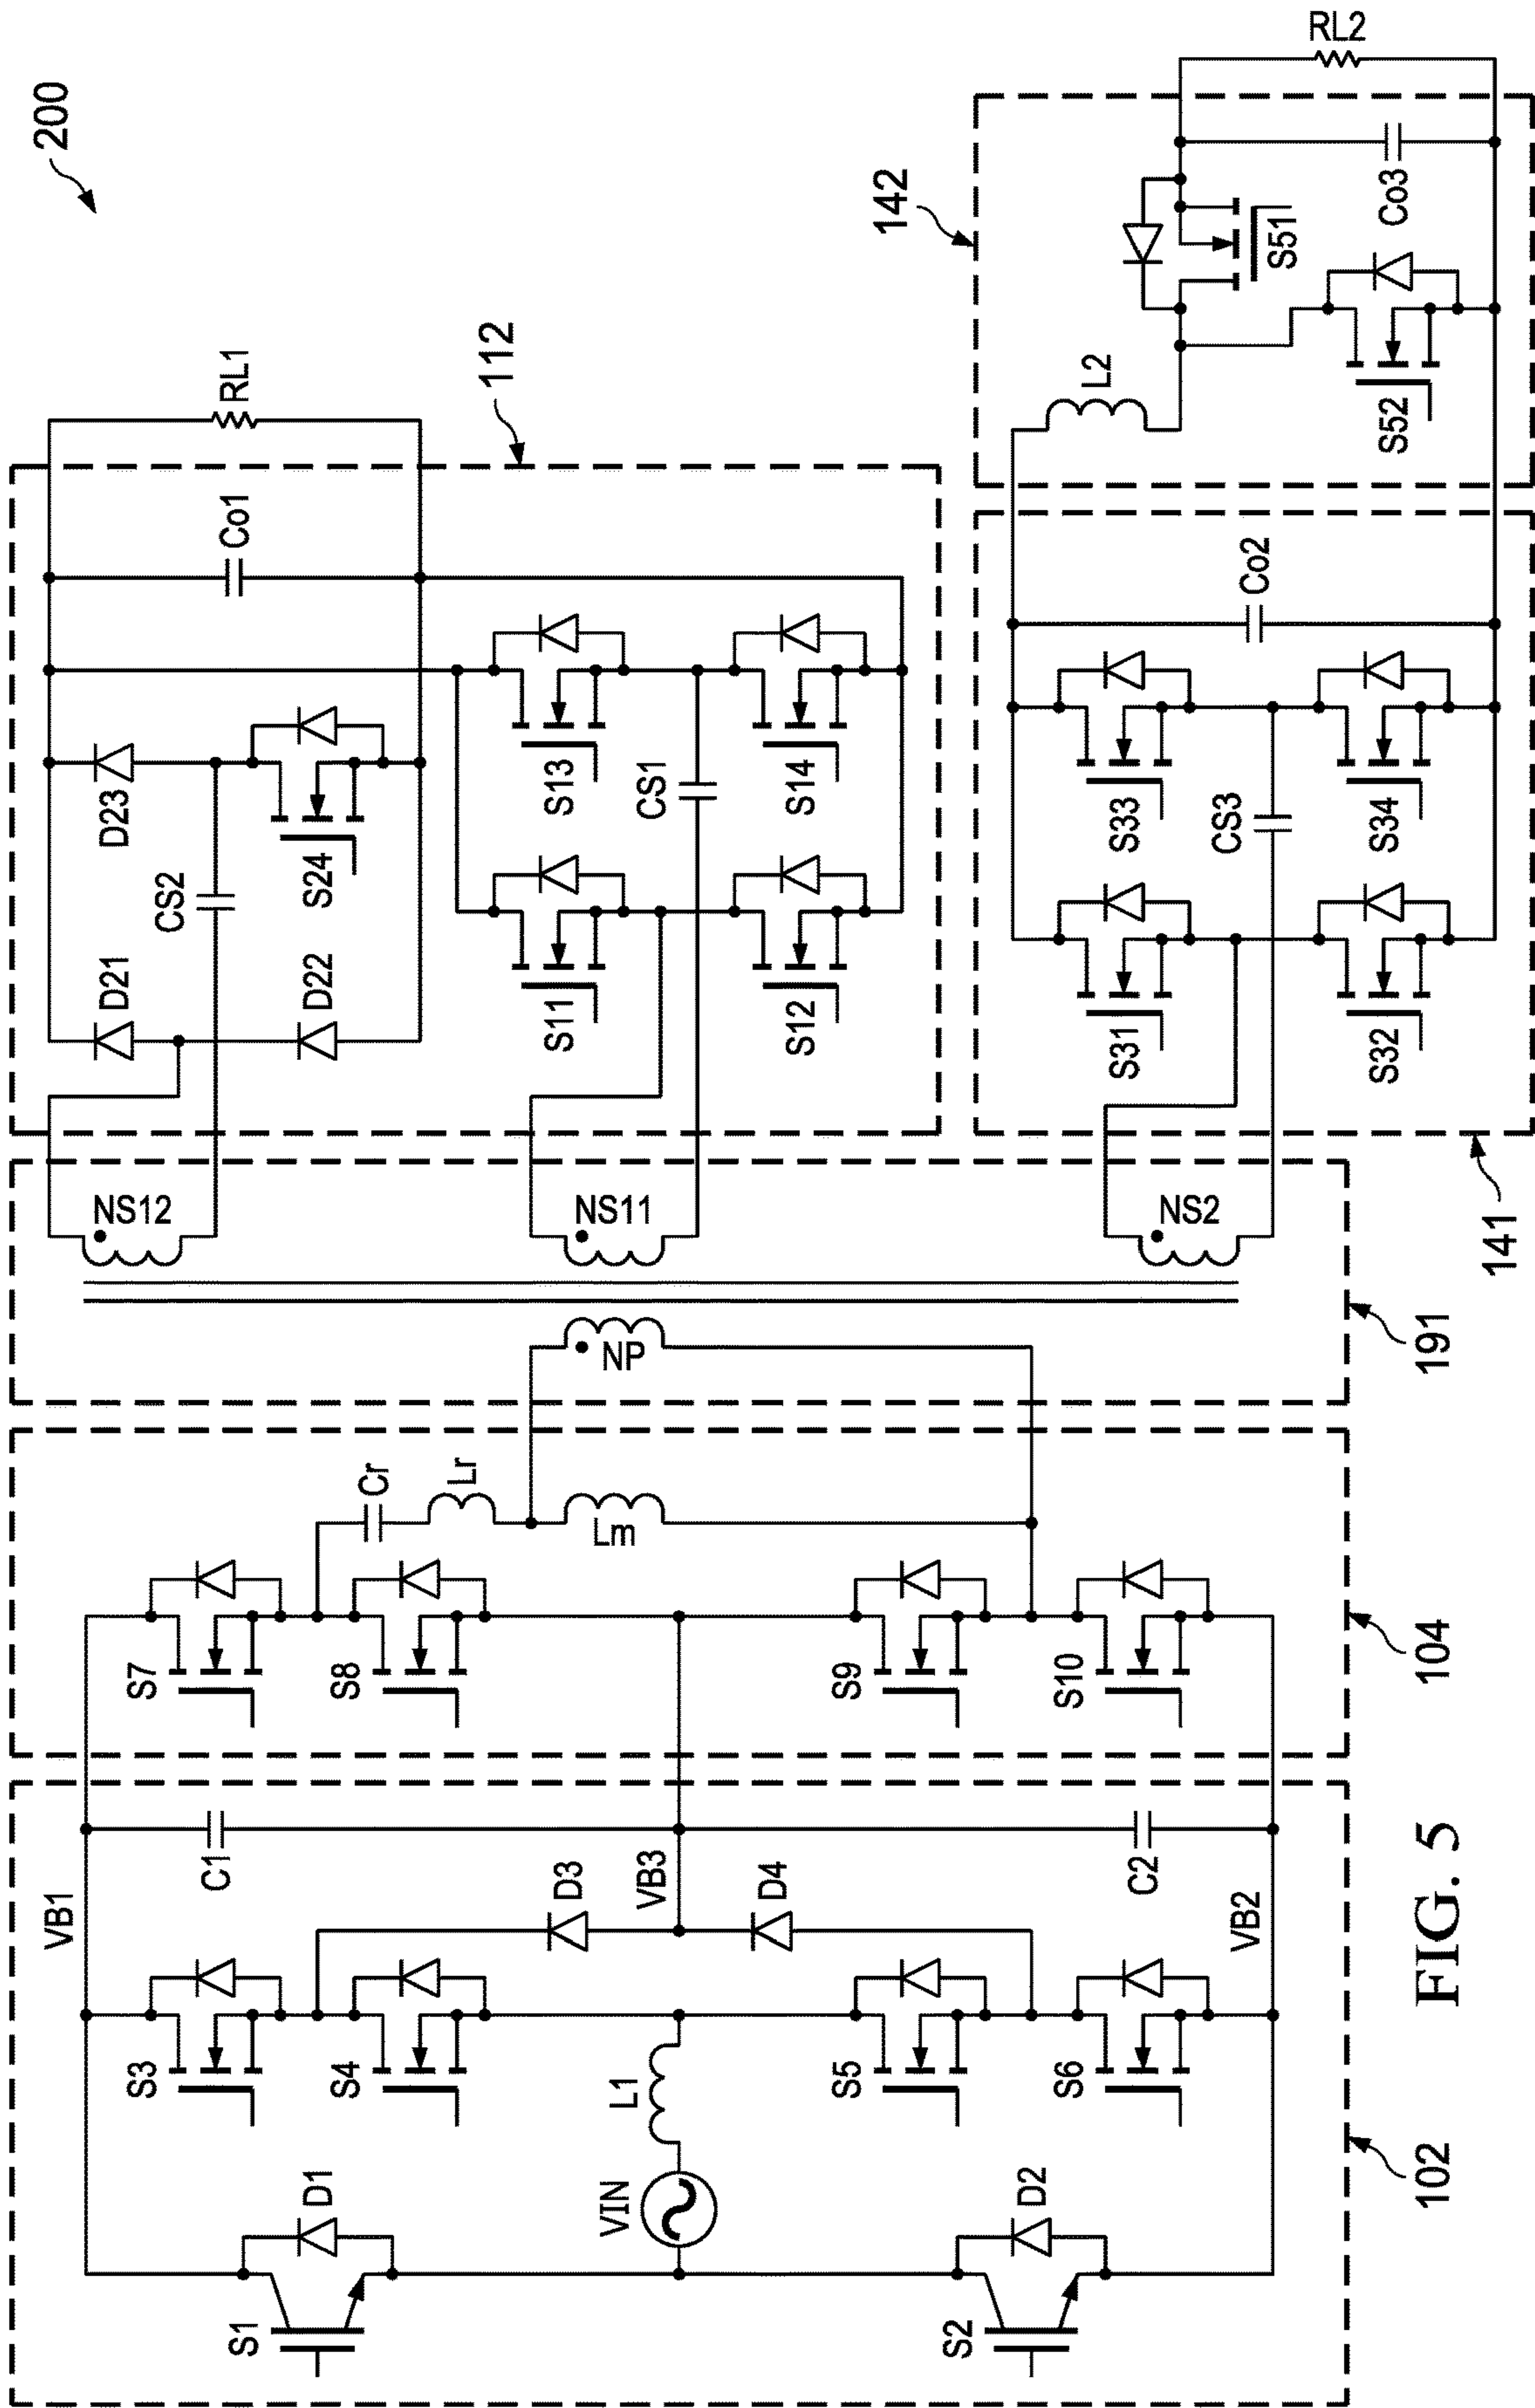 200
RL1
112
Co1
D23
CS2
S24
D21
D22
S13
CS1
S14
S11
S12
NS12
NS11
NS2
142
RL2
Co3
S51
L2
S52
Co2
S33
CS3
S34
S31
S32
141
191
NP
Cr
Lr
Lm
S7
S8
S9
S10
104
VB1
C1
D3
VB3
D4
C2
VB2
S3
S4
L1
S5
S6
VIN
D1
D2
S1
S2
102
FIG. 5